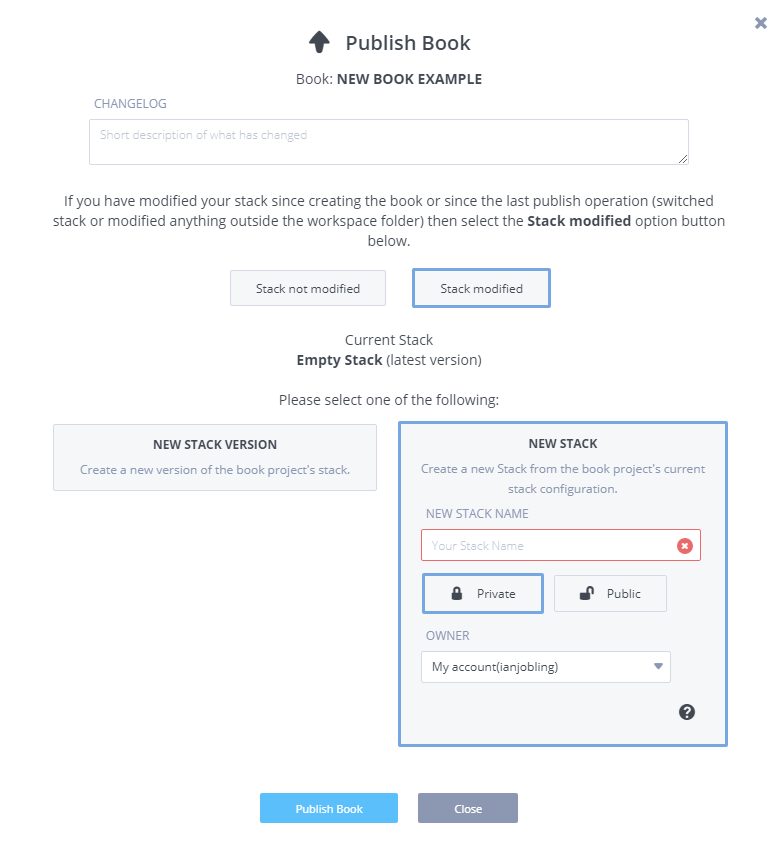 Publish Book
Book: NEW BOOK EXAMPLE
CHANGELOG
Short description of what has changed
If you have modified your stack since creating the book or since the last publish operation (switched
stack or modified anything outside the workspace folder) then select the Stack modified option button
below.
Stack not modified
Stack modified
Current Stack
Empty Stack (latest version)
Please select one of the following:
NEW STACK VERSION
Create a new version of the book project's stack.
NEW STACK
Create a new Stack from the book project's current
stack configuration.
NEW STACK NAME
Your Stack Name
Private
Public
OWNER
My account(ianjobling)
Publish Book
Close